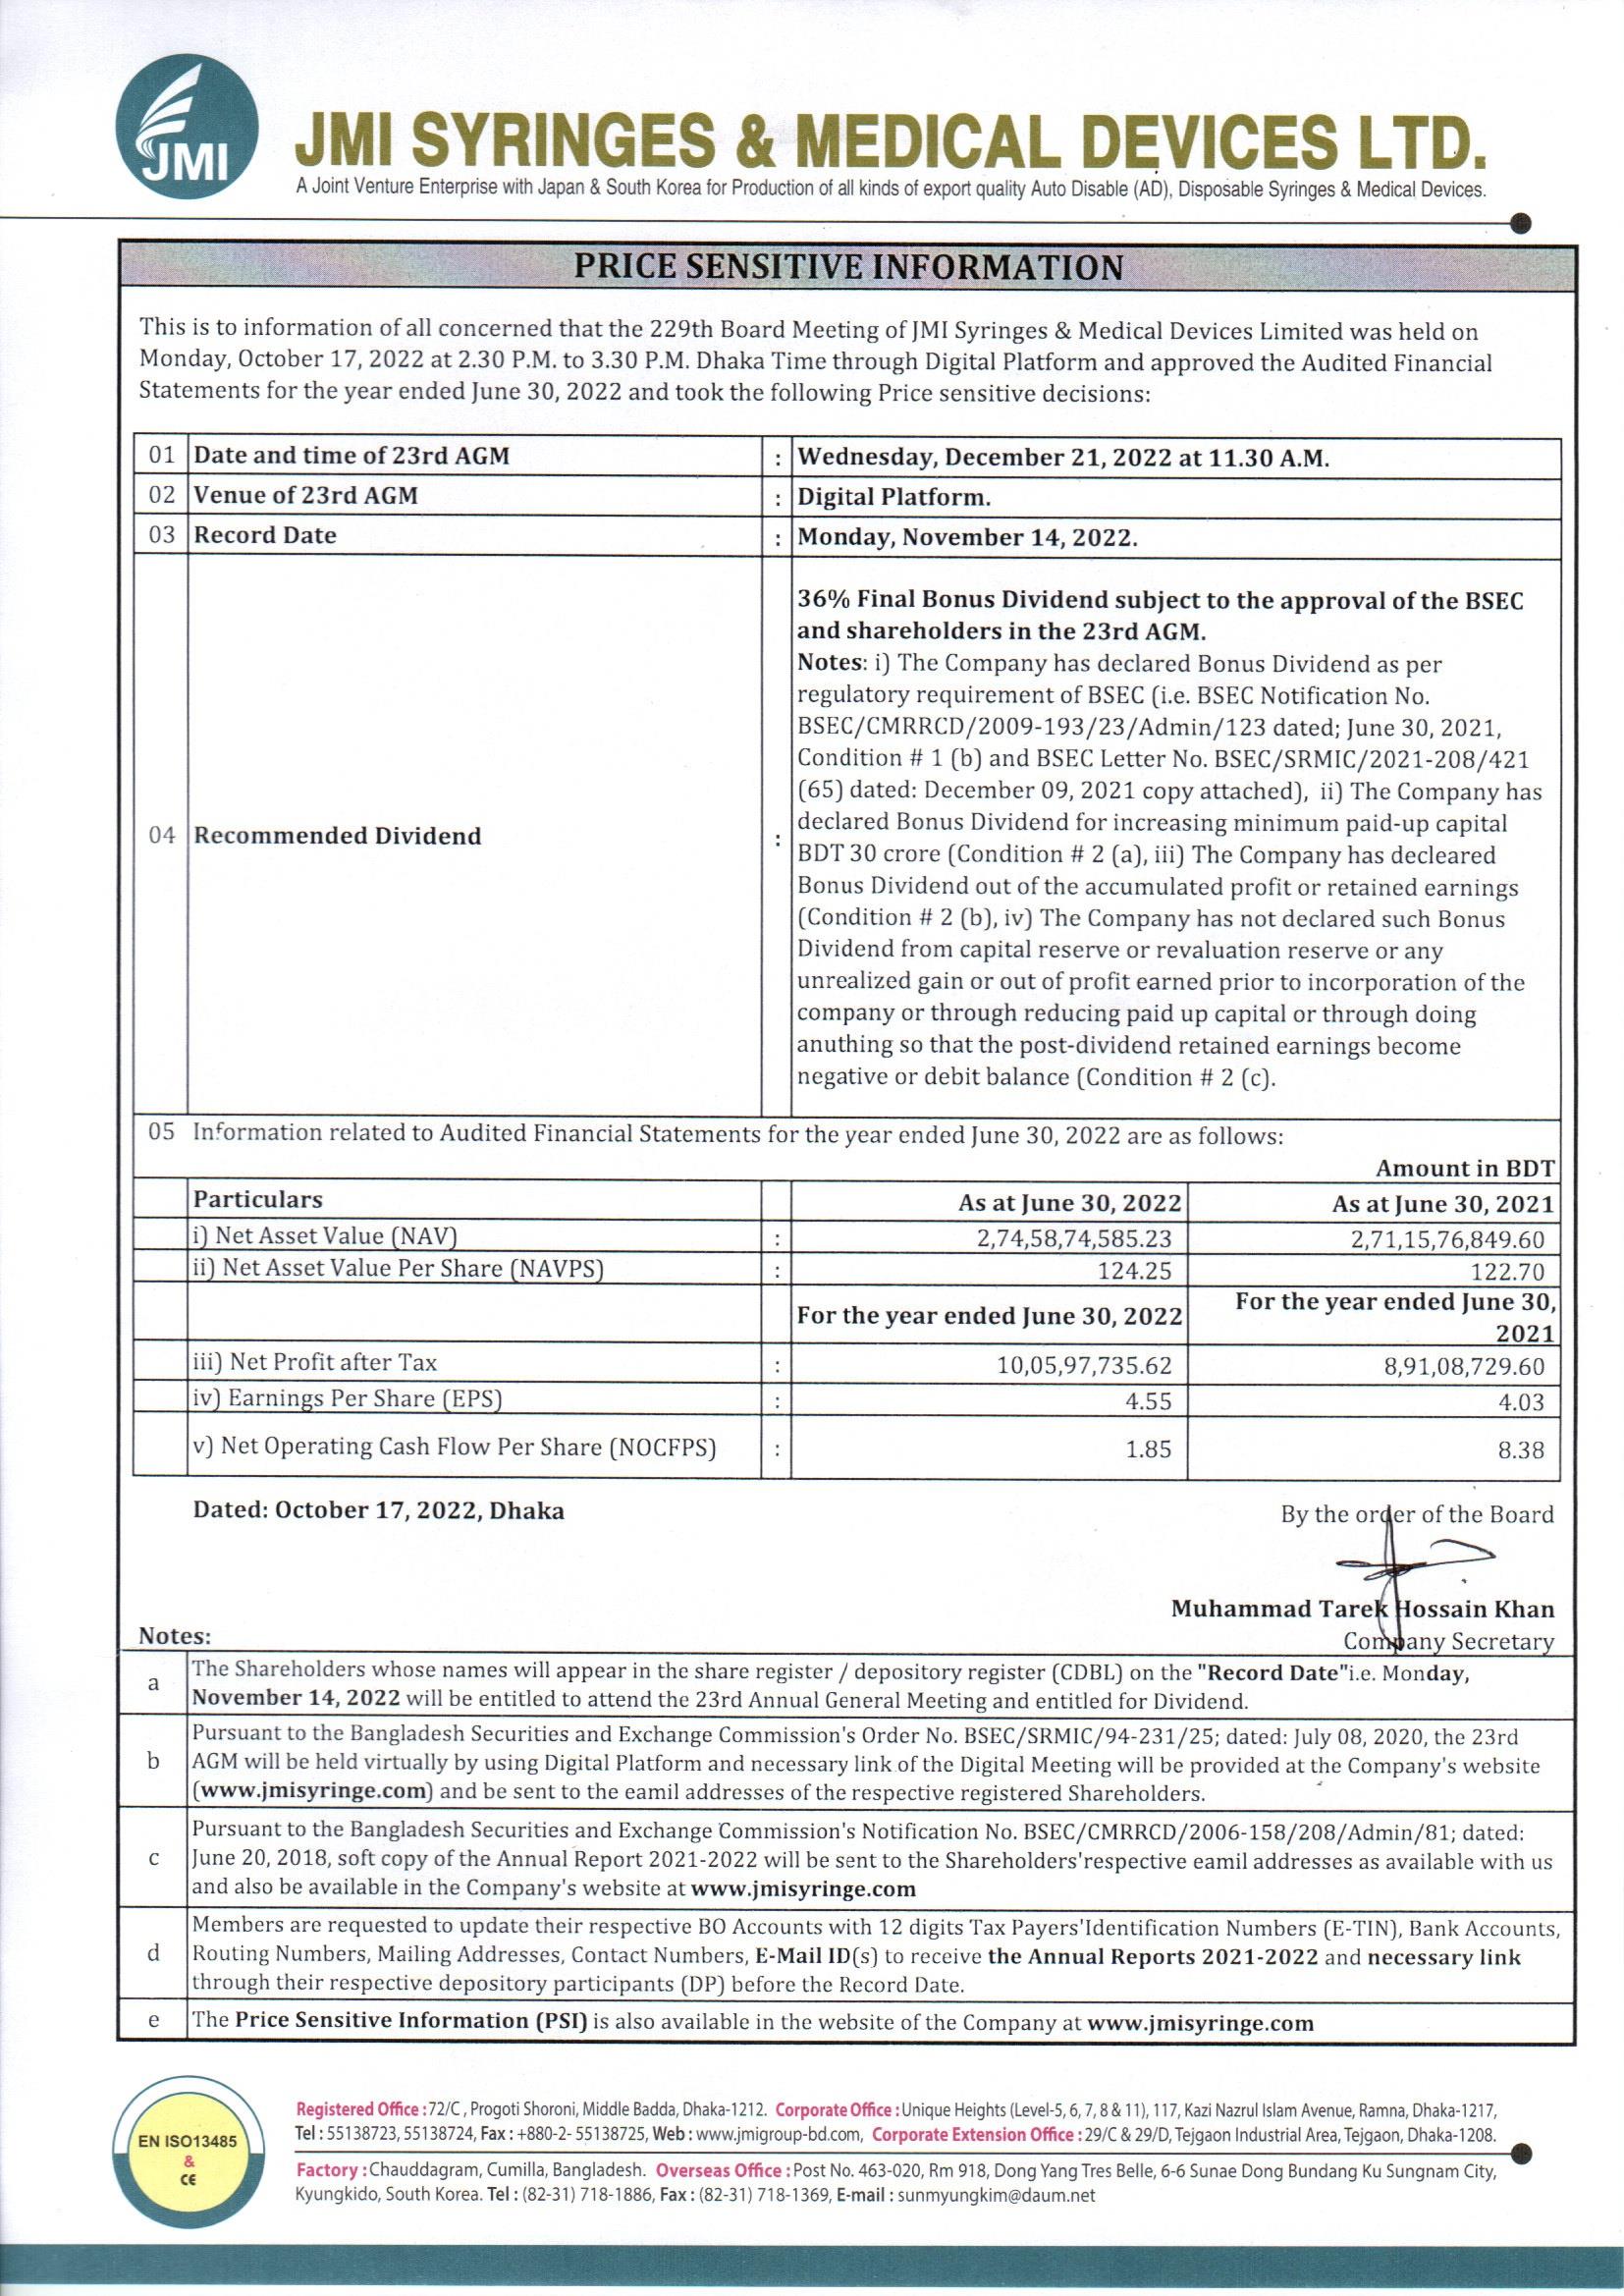 JMI
JMI SYRINGES & MEDICAL DEVICES LTD.
A Joint Venture Enterprise with Japan & South Korea for Production of all kinds of export quality Auto Disable (AD), Disposable Syringes & Medical Devices.
PRICE SENSITIVE INFORMATION
This is to information of all concerned that the 229th Board Meeting of JMI Syringes & Medical Devices Limited was held on
Monday, October 17, 2022 at 2.30 P.M. to 3.30 P.M. Dhaka Time through Digital Platform and approved the Audited Financial
Statements for the year ended June 30, 2022 and took the following Price sensitive decisions:
01 Date and time of 23rd AGM : Wednesday, December 21, 2022 at 11.30 A.M.
02 Venue of 23rd AGM : Digital Platform.
03 Record Date : Monday, November 14, 2022.
04 Recommended Dividend :
36% Final Bonus Dividend subject to the approval of the BSEC
and shareholders in the 23rd AGM.
Notes: i) The Company has declared Bonus Dividend as per
regulatory requirement of BSEC (i.e. BSEC Notification No.
BSEC/CMRRCD/2009-193/23/Admin/123 dated; June 30, 2021,
Condition # 1 (b) and BSEC Letter No. BSEC/SRMIC/2021-208/421
(65) dated: December 09, 2021 copy attached), ii) The Company has
declared Bonus Dividend for increasing minimum paid-up capital
BDT 30 crore (Condition # 2 (a), iii) The Company has decleared
Bonus Dividend out of the accumulated profit or retained earnings
(Condition # 2 (b), iv) The Company has not declared such Bonus
Dividend from capital reserve or revaluation reserve or any
unrealized gain or out of profit earned prior to incorporation of the
company or through reducing paid up capital or through doing
anuthing so that the post-dividend retained earnings become
negative or debit balance (Condition # 2 (c).
05 Information related to Audited Financial Statements for the year ended June 30, 2022 are as follows:
Amount in BDT
Particulars As at June 30, 2022 As at June 30, 2021
i) Net Asset Value (NAV) : 2,74,58,74,585.23 2,71,15,76,849.60
ii) Net Asset Value Per Share (NAVPS) : 124.25 122.70
For the year ended June 30, 2022 For the year ended June 30,
2021
iii) Net Profit after Tax : 10,05,97,735.62 8,91,08,729.60
iv) Earnings Per Share (EPS) : 4.55 4.03
v) Net Operating Cash Flow Per Share (NOCFPS) : 1.85 8.38
Dated: October 17, 2022, Dhaka By the order of the Board
Muhammad Tarek Hossain Khan
Company Secretary
Notes:
a The Shareholders whose names will appear in the share register / depository register (CDBL) on the "Record Date"i.e. Monday,
November 14, 2022 will be entitled to attend the 23rd Annual General Meeting and entitled for Dividend.
b Pursuant to the Bangladesh Securities and Exchange Commission's Order No. BSEC/SRMIC/94-231/25; dated: July 08, 2020, the 23rd
AGM will be held virtually by using Digital Platform and necessary link of the Digital Meeting will be provided at the Company's website
(www.jmisyringe.com) and be sent to the eamil addresses of the respective registered Shareholders.
c Pursuant to the Bangladesh Securities and Exchange Commission's Notification No. BSEC/CMRRCD/2006-158/208/Admin/81; dated:
June 20, 2018, soft copy of the Annual Report 2021-2022 will be sent to the Shareholders'respective eamil addresses as available with us
and also be available in the Company's website at www.jmisyringe.com
d Members are requested to update their respective BO Accounts with 12 digits Tax Payers'Identification Numbers (E-TIN), Bank Accounts,
Routing Numbers, Mailing Addresses, Contact Numbers, E-Mail ID(s) to receive the Annual Reports 2021-2022 and necessary link
through their respective depository participants (DP) before the Record Date.
e The Price Sensitive Information (PSI) is also available in the website of the Company at www.jmisyringe.com
EN ISO13485
&
CE
Registered Office : 72/C , Progoti Shoroni, Middle Badda, Dhaka-1212. Corporate Office : Unique Heights (Level-5, 6, 7, 8 & 11), 117, Kazi Nazrul Islam Avenue, Ramna, Dhaka-1217,
Tel : 55138723, 55138724, Fax : +880-2- 55138725, Web : www.jmigroup-bd.com, Corporate Extension Office : 29/C & 29/D, Tejgaon Industrial Area, Tejgaon, Dhaka-1208.
Factory : Chauddagram, Cumilla, Bangladesh. Overseas Office : Post No. 463-020, Rm 918, Dong Yang Tres Belle, 6-6 Sunae Dong Bundang Ku Sungnam City,
Kyungkido, South Korea. Tel : (82-31) 718-1886, Fax : (82-31) 718-1369, E-mail : sunmyungkim@daum.net